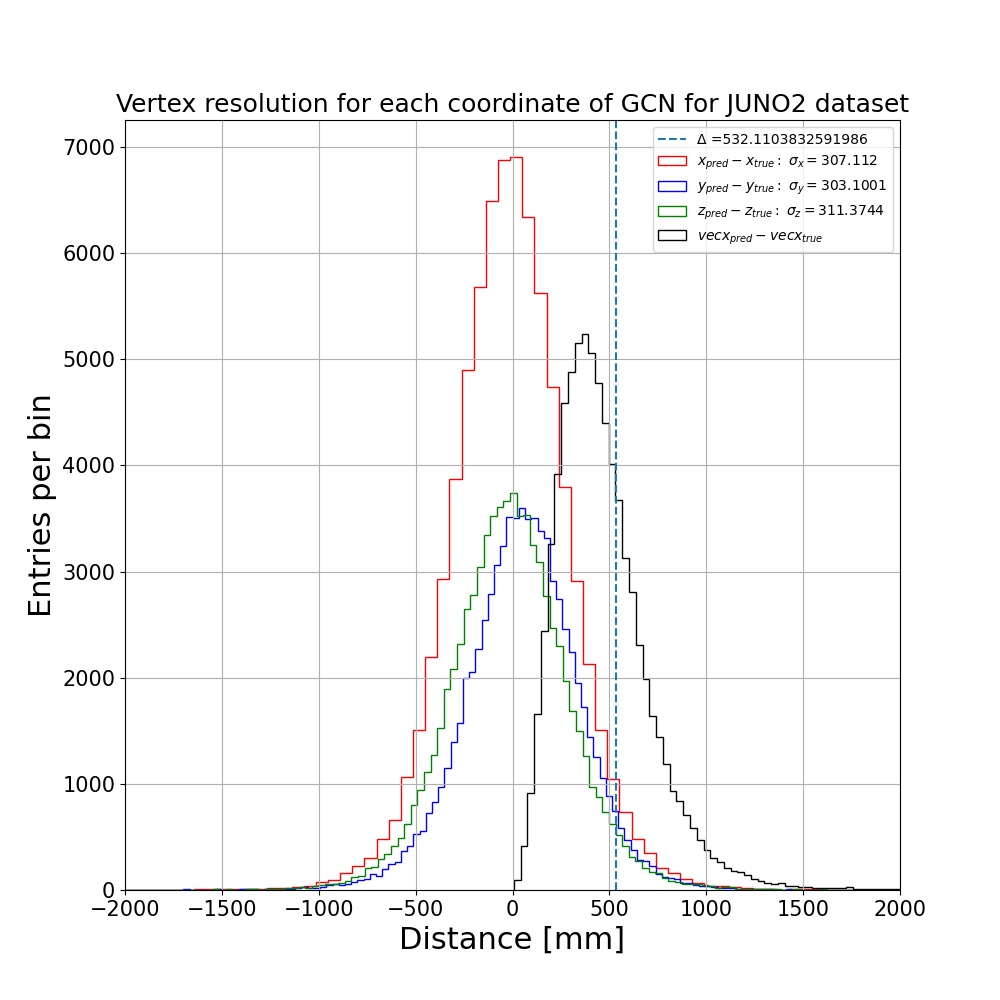 Vertex resolution for each coordinate of GCN for JUNO2 dataset
Δ =532.1103832591986
x_pred − x_true : σ_x = 307.112
y_pred − y_true : σ_y = 303.1001
z_pred − z_true : σ_z = 311.3744
vecx_pred − vecx_true
7000
6000
5000
4000
3000
2000
1000
0
Entries per bin
−2000 −1500 −1000 −500 0 500 1000 1500 2000
Distance [mm]